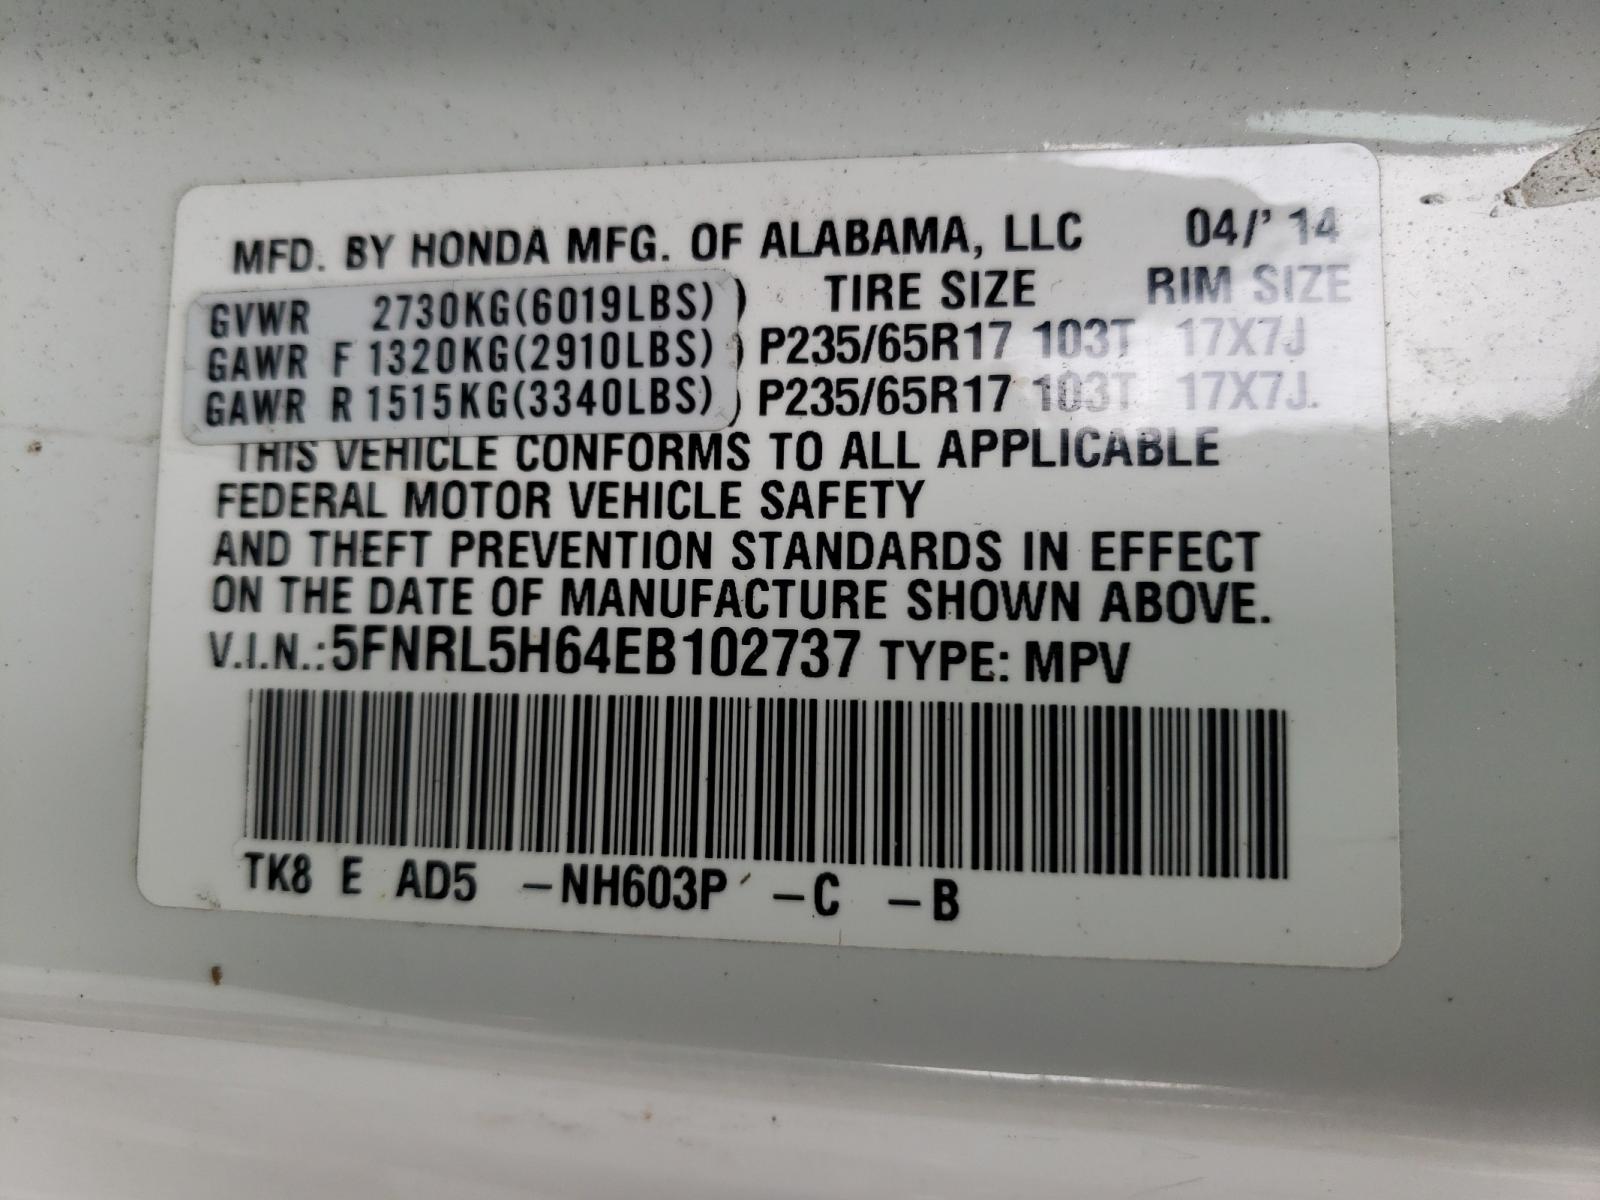 MFD. BY HONDA MFG. OF ALABAMA, LLC 04/' 14
TIRE SIZE RIM SIZE
GVWR 2730KG(6019LBS) )
GAWR F 1320KG(2910LBS) ) P235/65R17 103T 17X7J
GAWR R 1515KG(3340LBS) ) P235/65R17 103T 17X7J.
THIS VEHICLE CONFORMS TO ALL APPLICABLE
FEDERAL MOTOR VEHICLE SAFETY
AND THEFT PREVENTION STANDARDS IN EFFECT
ON THE DATE OF MANUFACTURE SHOWN ABOVE.
V.I.N.:5FNRL5H64EB102737 TYPE: MPV
TK8 E AD5 –NH603P –C –B